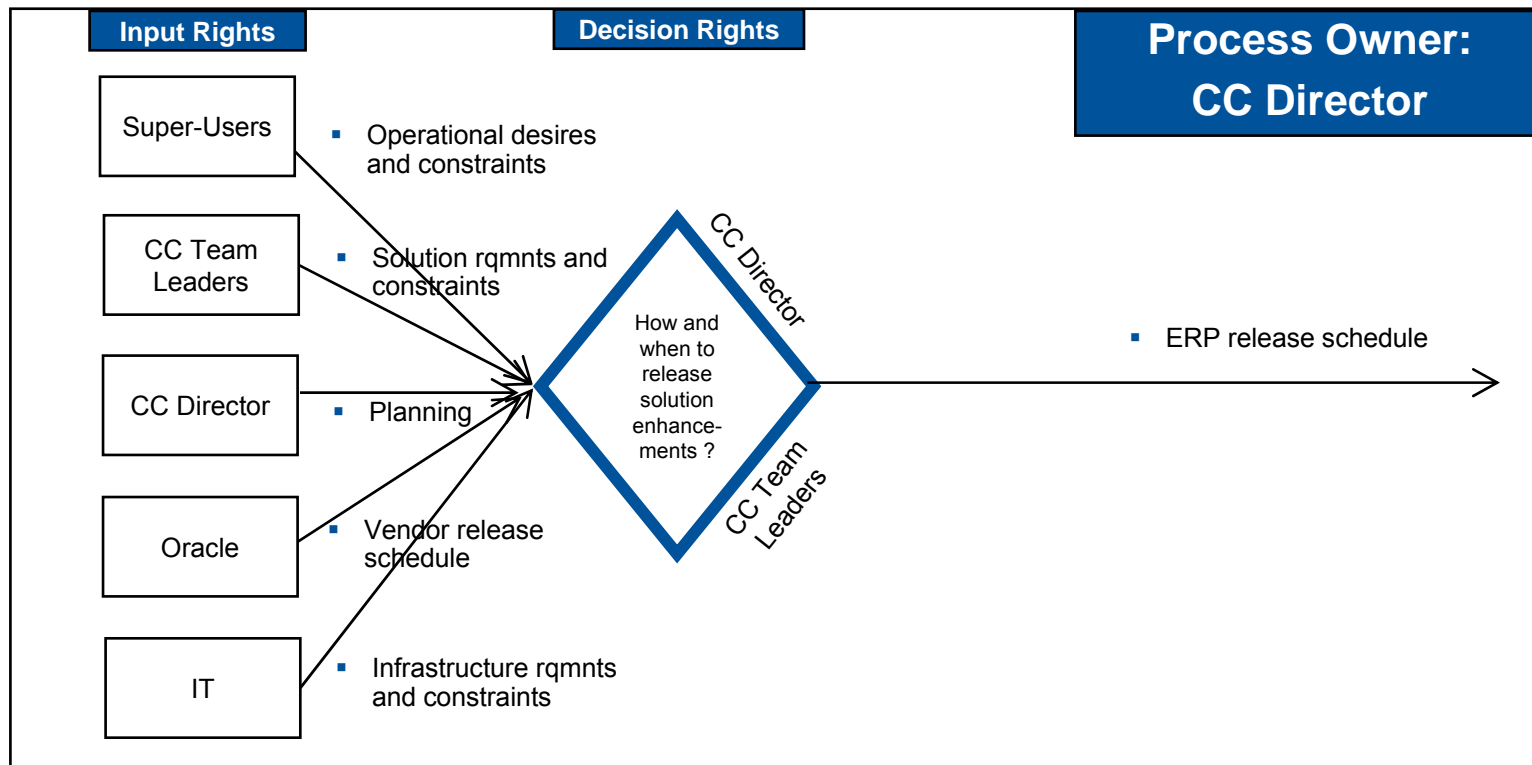 Input Rights
Decision Rights
Process Owner:
CC Director
Super-Users
▪ Operational desires
and constraints
CC Team
Leaders
▪ Solution rqmnts and
constraints
CC Director
▪ Planning
Oracle
▪ Vendor release
schedule
IT
▪ Infrastructure rqmnts
and constraints
CC Director
How and
when to
release
solution
enhance-
ments ?
CC Team
Leaders
▪ ERP release schedule